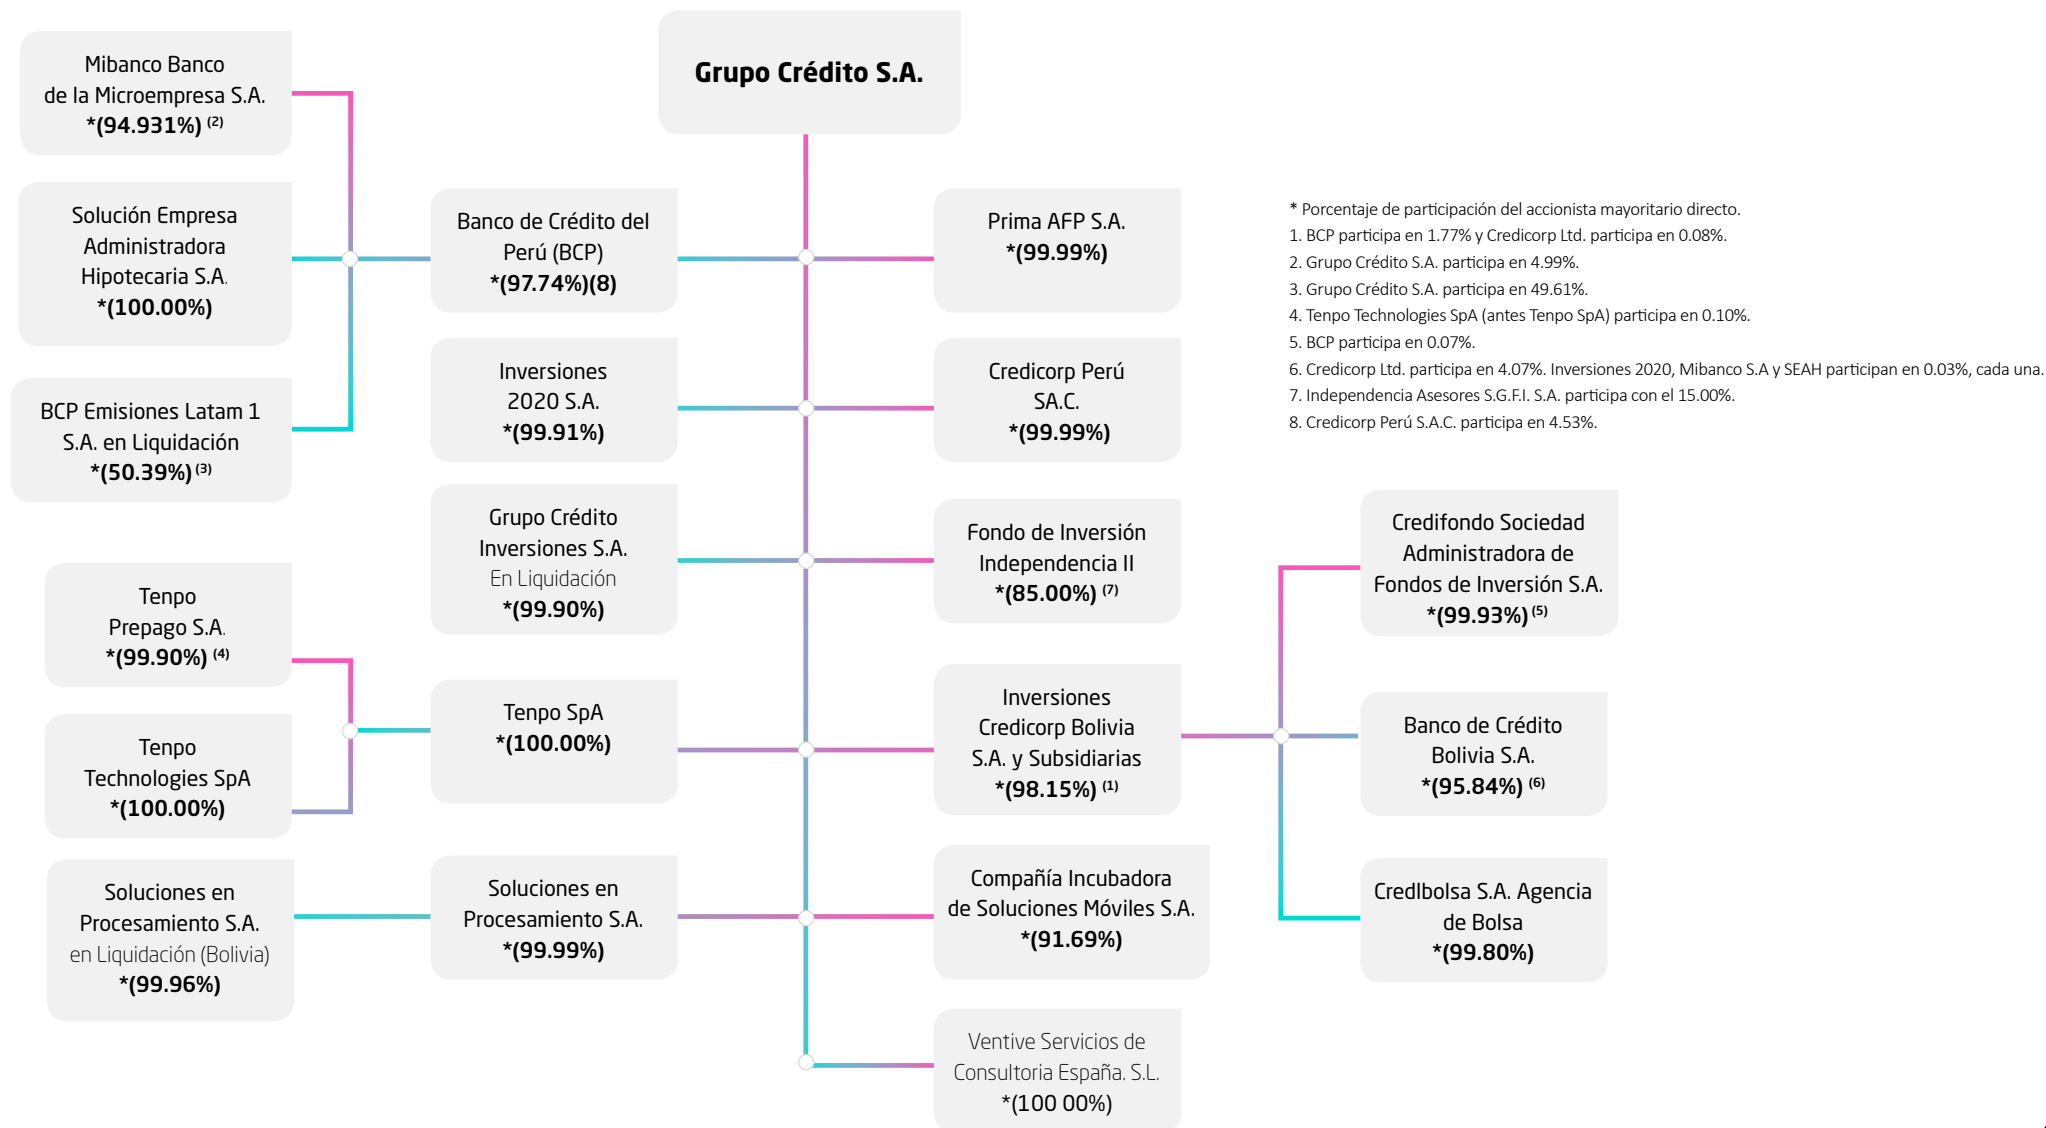 Grupo Crédito S.A.
Mibanco Banco
de la Microempresa S.A.
*(94.931%) (2)
Solución Empresa
Administradora
Hipotecaria S.A.
*(100.00%)
BCP Emisiones Latam 1
S.A. en Liquidación
*(50.39%) (3)
Tenpo
Prepago S.A.
*(99.90%) (4)
Tenpo
Technologies SpA
*(100.00%)
Soluciones en
Procesamiento S.A.
en Liquidación (Bolivia)
*(99.96%)
Banco de Crédito del
Perú (BCP)
*(97.74%)(8)
Inversiones
2020 S.A.
*(99.91%)
Grupo Crédito
Inversiones S.A.
En Liquidación
*(99.90%)
Tenpo SpA
*(100.00%)
Soluciones en
Procesamiento S.A.
*(99.99%)
Prima AFP S.A.
*(99.99%)
Credicorp Perú
SA.C.
*(99.99%)
Fondo de Inversión
Independencia II
*(85.00%) (7)
Inversiones
Credicorp Bolivia
S.A. y Subsidiarias
*(98.15%) (1)
Compañía Incubadora
de Soluciones Móviles S.A.
*(91.69%)
Ventive Servicios de
Consultoria España. S.L.
*(100 00%)
* Porcentaje de participación del accionista mayoritario directo.
1. BCP participa en 1.77% y Credicorp Ltd. participa en 0.08%.
2. Grupo Crédito S.A. participa en 4.99%.
3. Grupo Crédito S.A. participa en 49.61%.
4. Tenpo Technologies SpA (antes Tenpo SpA) participa en 0.10%.
5. BCP participa en 0.07%.
6. Credicorp Ltd. participa en 4.07%. Inversiones 2020, Mibanco S.A y SEAH participan en 0.03%, cada una.
7. Independencia Asesores S.G.F.I. S.A. participa con el 15.00%.
8. Credicorp Perú S.A.C. participa en 4.53%.
Credifondo Sociedad
Administradora de
Fondos de Inversión S.A.
*(99.93%) (5)
Banco de Crédito
Bolivia S.A.
*(95.84%) (6)
Credlbolsa S.A. Agencia
de Bolsa
*(99.80%)